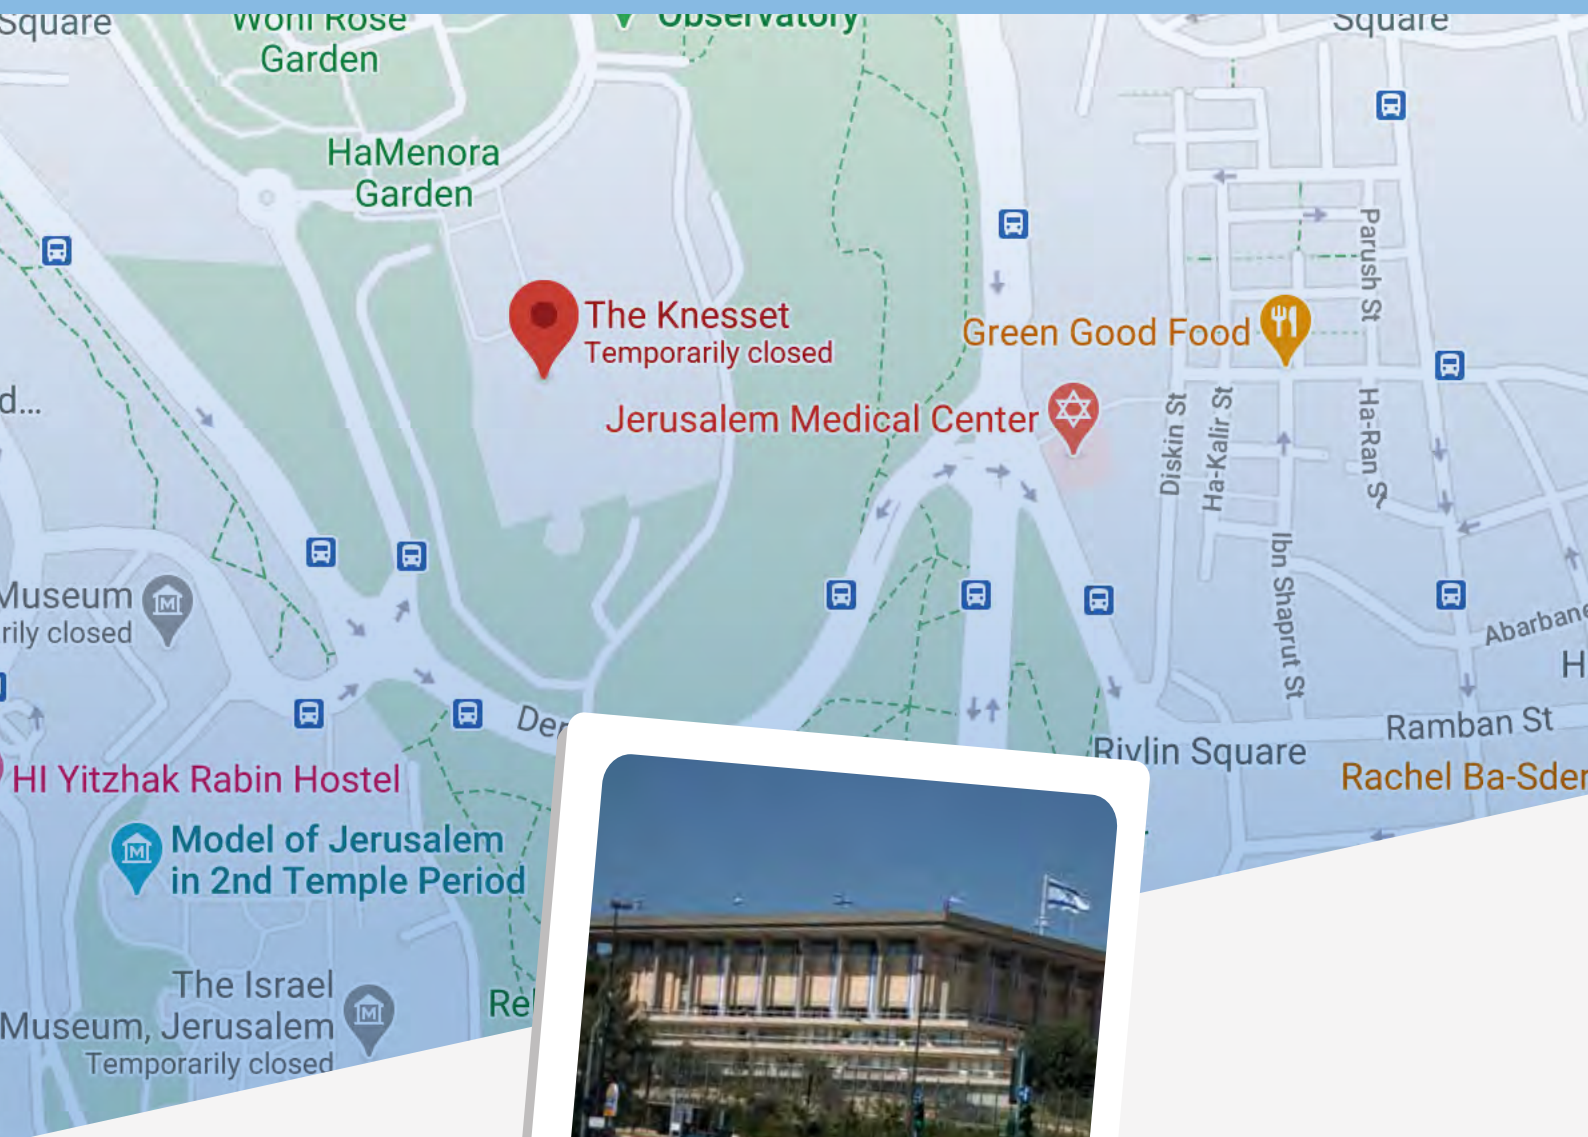 Square
Wohl Rose
Garden
Observatory
Square
HaMenora
Garden
Parush St
The Knesset
Temporarily closed
Green Good Food
d...
Jerusalem Medical Center
Diskin St
Ha-Kalir St
Ha-Ran St
Museum
rily closed
Ibn Shaprut St
Abarbane
H
Der
Ramban St
Rivlin Square
HI Yitzhak Rabin Hostel
Rachel Ba-Sder
M
Model of Jerusalem
in 2nd Temple Period
The Israel
Museum, Jerusalem
Temporarily closed
Rel